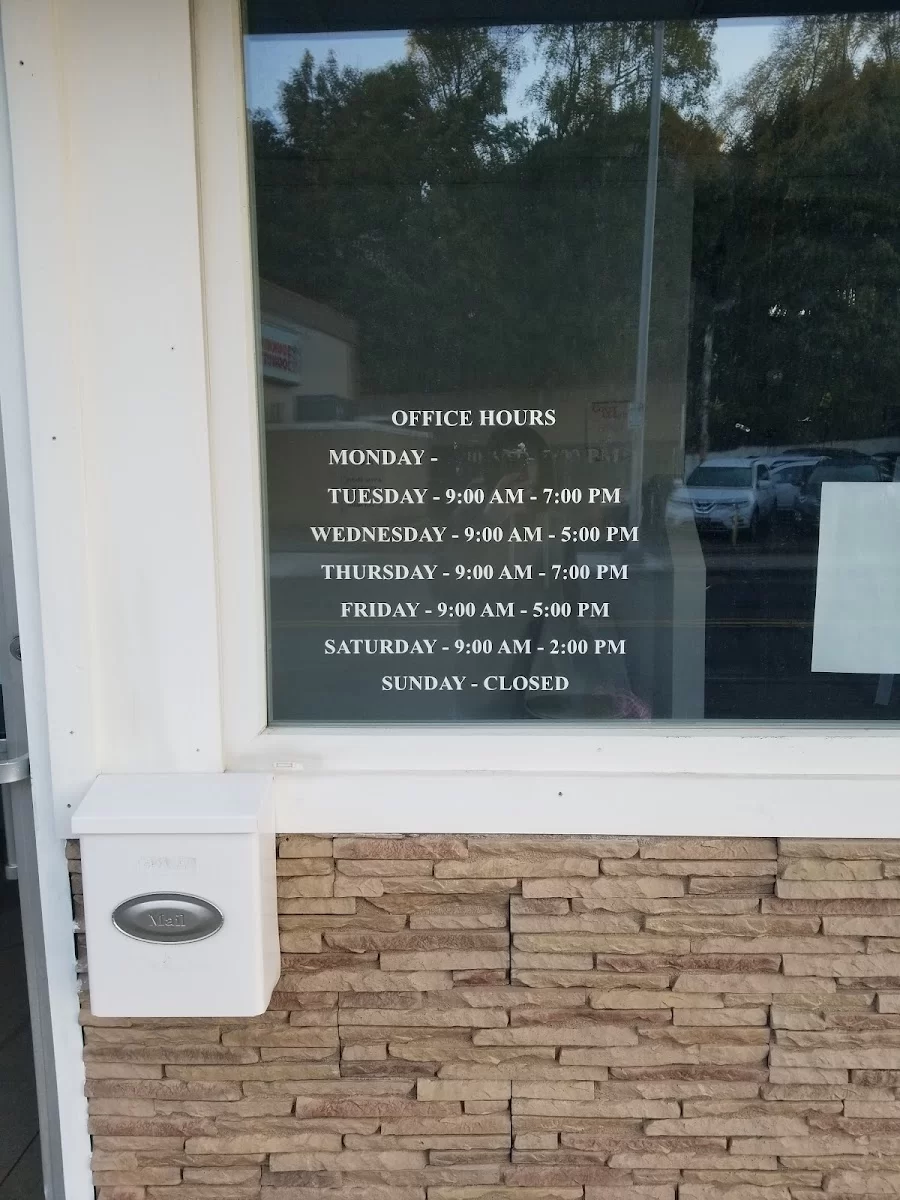 OFFICE HOURS
MONDAY -
TUESDAY - 9:00 AM - 7:00 PM
WEDNESDAY - 9:00 AM - 5:00 PM
THURSDAY - 9:00 AM - 7:00 PM
FRIDAY - 9:00 AM - 5:00 PM
SATURDAY - 9:00 AM - 2:00 PM
SUNDAY - CLOSED
Mail